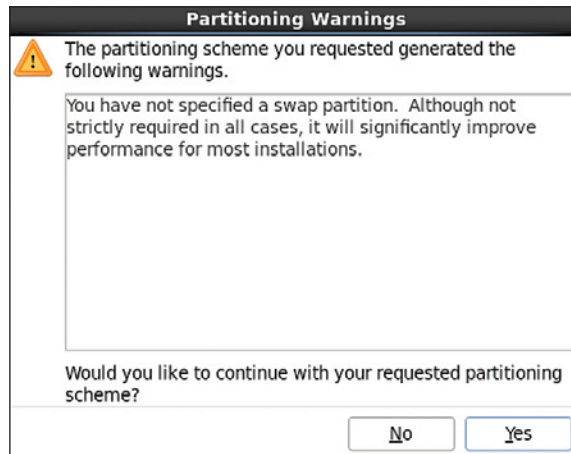 Partitioning Warnings
The partitioning scheme you requested generated the
following warnings.
You have not specified a swap partition.  Although not
strictly required in all cases, it will significantly improve
performance for most installations.
Would you like to continue with your requested partitioning
scheme?
No
Yes